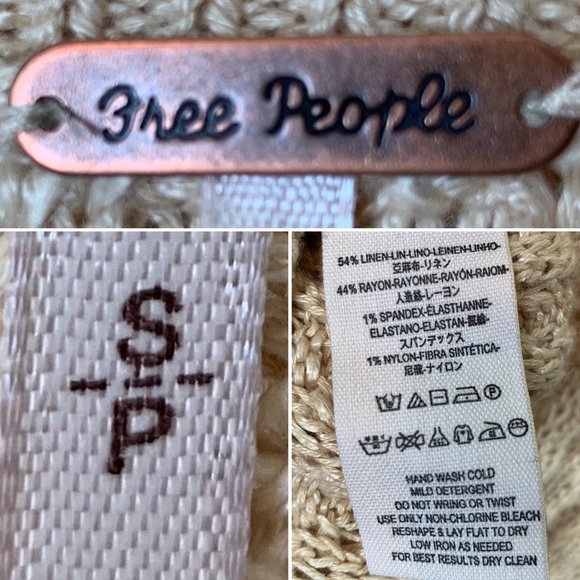 Free People
S
P
54% LINEN-LIN-LINO-LEINEN-LINHO-
亞麻布-リネン
44% RAYON-RAYONNE-RAYÓN-RAIOM-
人造絲-レーヨン
1% SPANDEX-ÉLASTHANNE-
ELASTANO-ELASTAN-氨綸-
スパンデックス
1% NYLON-FIBRA SINTÉTICA-
尼龍-ナイロン
HAND WASH COLD
MILD DETERGENT
DO NOT WRING OR TWIST
USE ONLY NON-CHLORINE BLEACH
RESHAPE & LAY FLAT TO DRY
LOW IRON AS NEEDED
FOR BEST RESULTS DRY CLEAN